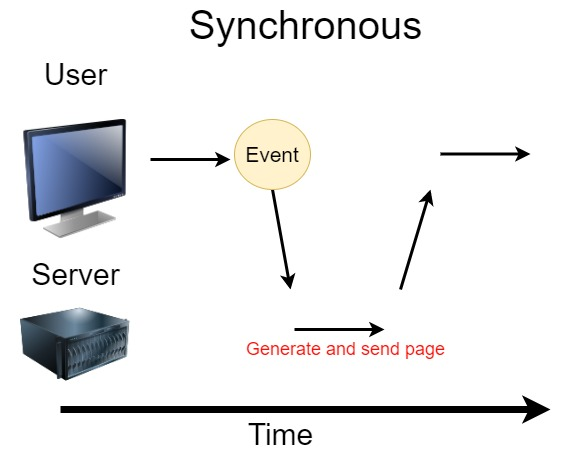 Synchronous
User
Event
Server
Generate and send page
Time